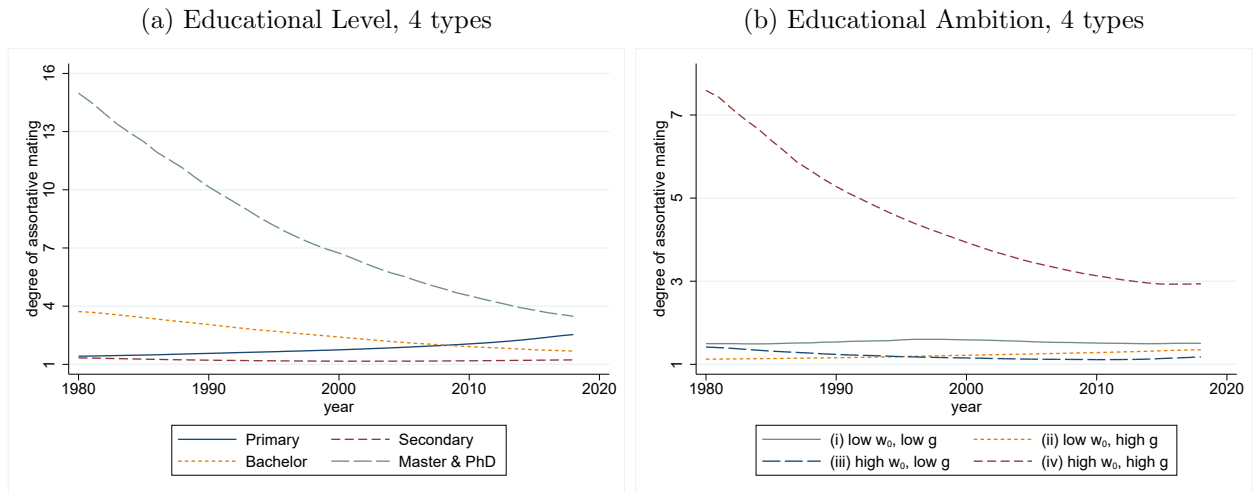 (a) Educational Level, 4 types
degree of assortative mating
16
13
10
7
4
1
1980 1990 2000 2010 2020
year
Primary Secondary
Bachelor Master & PhD
(b) Educational Ambition, 4 types
degree of assortative mating
7
5
3
1
1980 1990 2000 2010 2020
year
(i) low w₀, low g (ii) low w₀, high g
(iii) high w₀, low g (iv) high w₀, high g